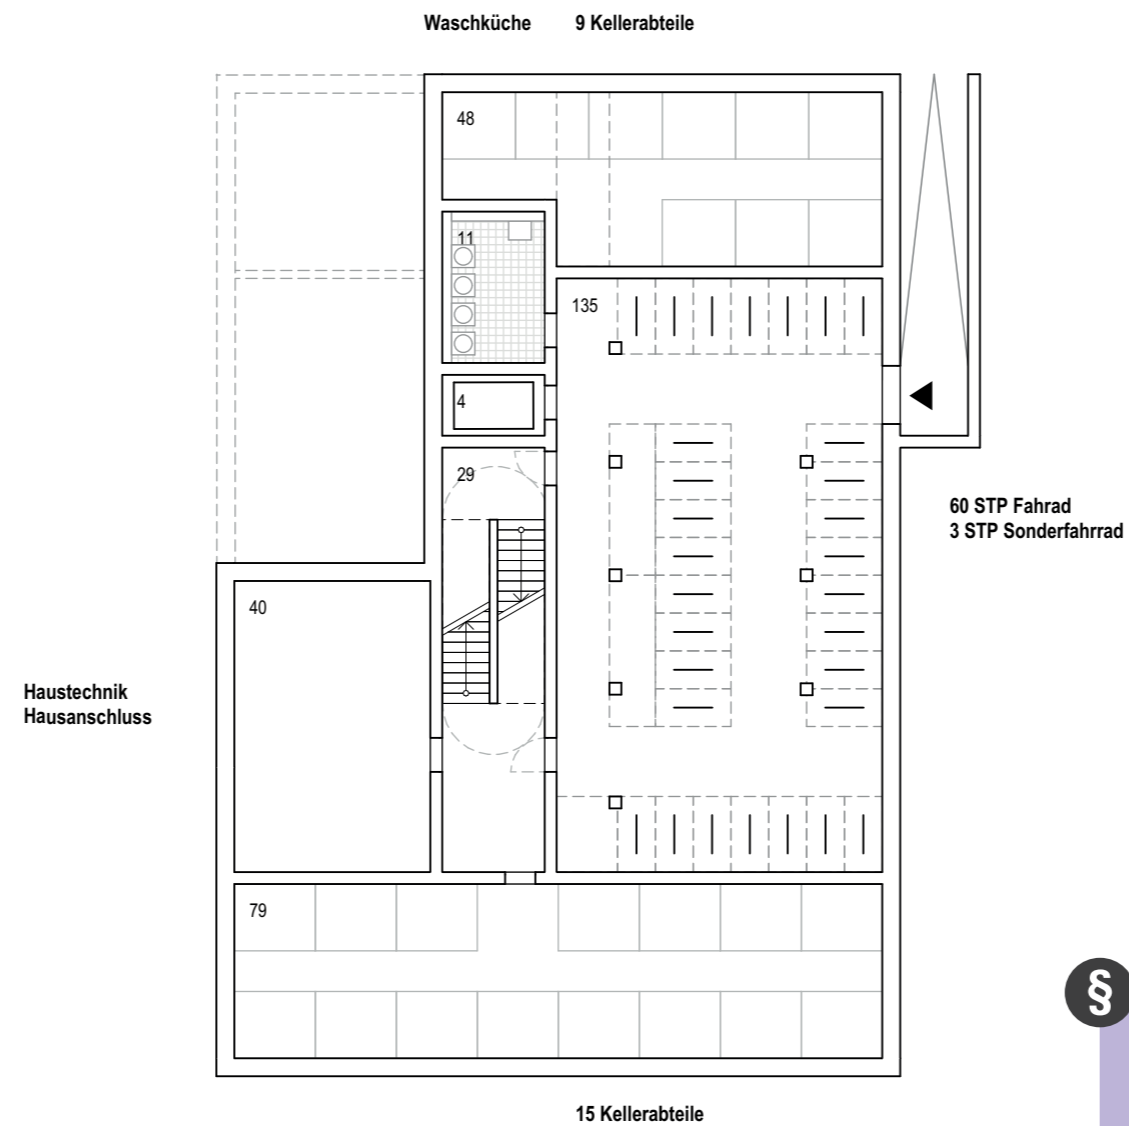 Waschküche 9 Kellerabteile
48
11
135
4
29
60 STP Fahrad
3 STP Sonderfahrrad
40
Haustechnik
Hausanschluss
79
§
15 Kellerabteile